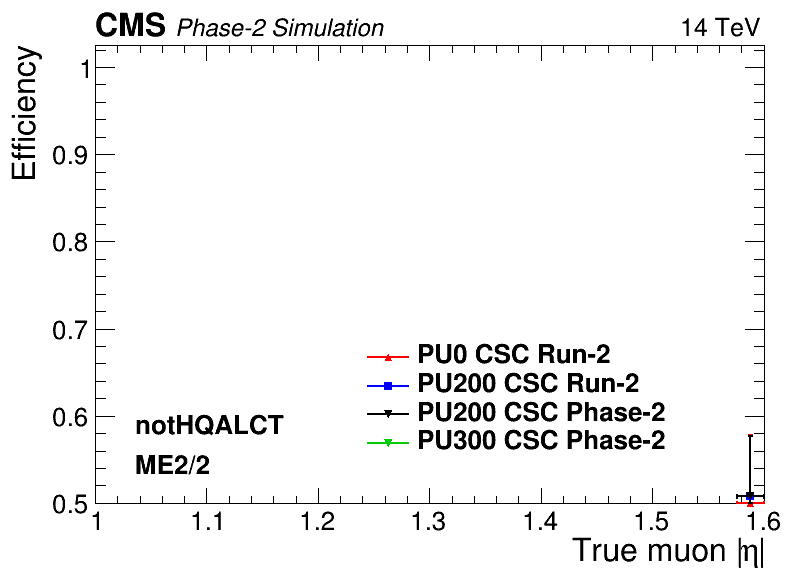 CMS Phase-2 Simulation 14 TeV
Efficiency
1
0.9
0.8
0.7
0.6
0.5
PU0 CSC Run-2
PU200 CSC Run-2
PU200 CSC Phase-2
PU300 CSC Phase-2
notHQALCT
ME2/2
1 1.1 1.2 1.3 1.4 1.5 1.6
True muon |η|